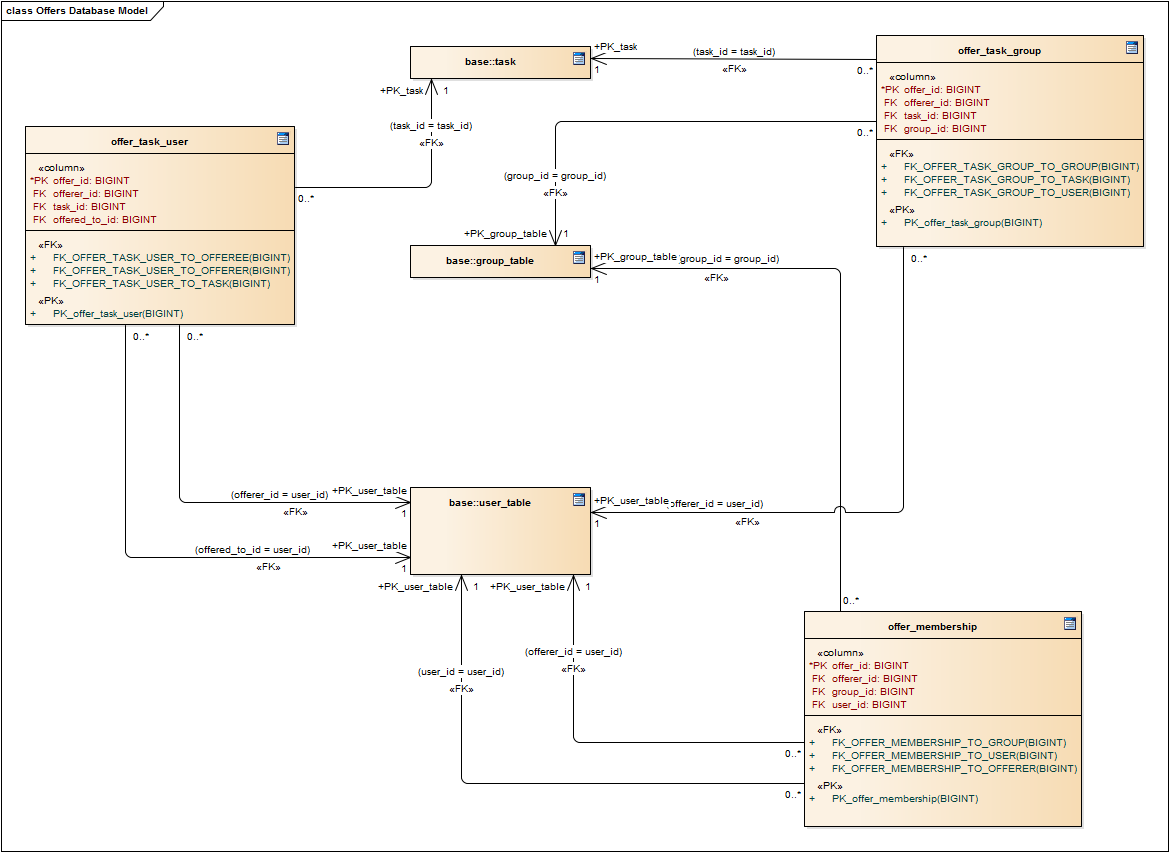 class Offers Database Model
base::task
+PK_task
1
(task_id = task_id)
«FK»
0..*
offer_task_group
«column»
*PK offer_id: BIGINT
FK offerer_id: BIGINT
FK task_id: BIGINT
FK group_id: BIGINT
«FK»
+ FK_OFFER_TASK_GROUP_TO_GROUP(BIGINT)
+ FK_OFFER_TASK_GROUP_TO_TASK(BIGINT)
+ FK_OFFER_TASK_GROUP_TO_USER(BIGINT)
«PK»
+ PK_offer_task_group(BIGINT)
+PK_task
1
(task_id = task_id)
«FK»
0..*
offer_task_user
«column»
*PK offer_id: BIGINT
FK offerer_id: BIGINT
FK task_id: BIGINT
FK offered_to_id: BIGINT
«FK»
+ FK_OFFER_TASK_USER_TO_OFFEREE(BIGINT)
+ FK_OFFER_TASK_USER_TO_OFFERER(BIGINT)
+ FK_OFFER_TASK_USER_TO_TASK(BIGINT)
«PK»
+ PK_offer_task_user(BIGINT)
0..*
(group_id = group_id)
«FK»
+PK_group_table
1
base::group_table
+PK_group_table
1
group_id = group_id)
«FK»
0..*
0..*
0..*
(offerer_id = user_id)
«FK»
+PK_user_table
1
(offered_to_id = user_id)
«FK»
+PK_user_table
1
base::user_table
+PK_user_table
1
offerer_id = user_id)
«FK»
+PK_user_table
1
+PK_user_table
1
(user_id = user_id)
«FK»
(offerer_id = user_id)
«FK»
0..*
0..*
0..*
offer_membership
«column»
*PK offer_id: BIGINT
FK offerer_id: BIGINT
FK group_id: BIGINT
FK user_id: BIGINT
«FK»
+ FK_OFFER_MEMBERSHIP_TO_GROUP(BIGINT)
+ FK_OFFER_MEMBERSHIP_TO_USER(BIGINT)
+ FK_OFFER_MEMBERSHIP_TO_OFFERER(BIGINT)
«PK»
+ PK_offer_membership(BIGINT)